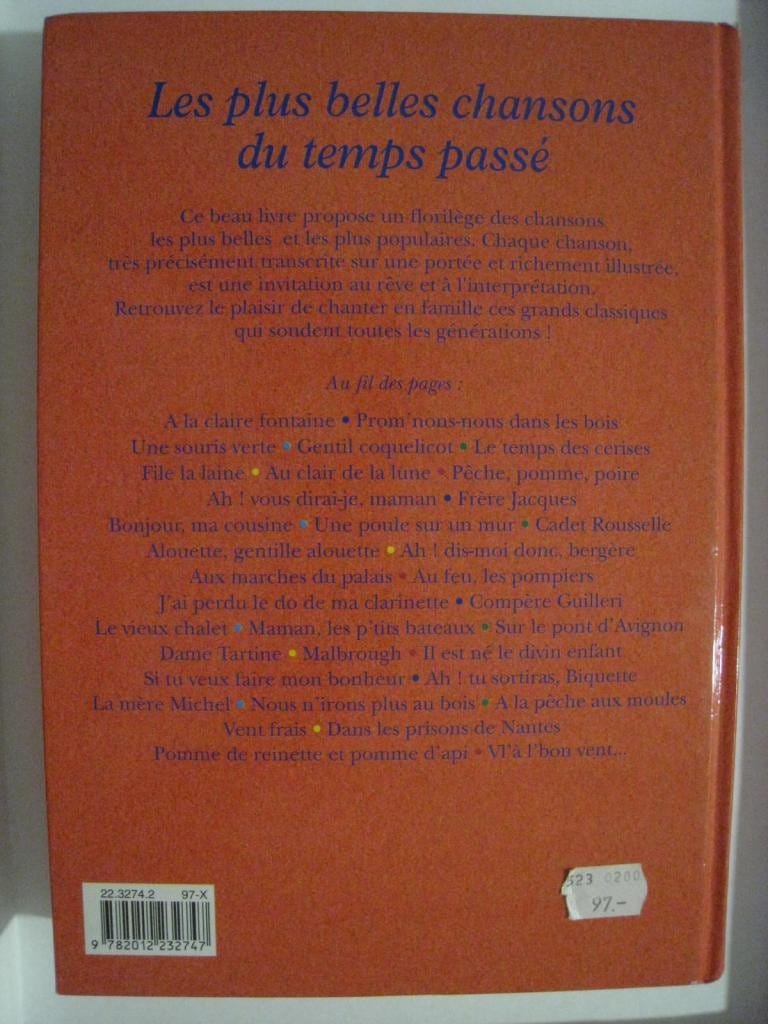 Les plus belles chansons
du temps passé
Ce beau livre propose un florilège des chansons
les plus belles et les plus populaires. Chaque chanson,
très précisément transcrite sur une portée et richement illustrée,
est une invitation au rêve et à l'interprétation.
Retrouvez le plaisir de chanter en famille ces grands classiques
qui sondent toutes les générations !
Au fil des pages :
A la claire fontaine • Prom'nons-nous dans les bois
Une souris verte • Gentil coquelicot • Le temps des cerises
File la laine • Au clair de la lune • Pêche, pomme, poire
Ah ! vous dirai-je, maman • Frère Jacques
Bonjour, ma cousine • Une poule sur un mur • Cadet Rousselle
Alouette, gentille alouette • Ah ! dis-moi donc, bergère
Aux marches du palais • Au feu, les pompiers
J'ai perdu le do de ma clarinette • Compère Guilleri
Le vieux chalet • Maman, les p'tits bateaux • Sur le pont d'Avignon
Dame Tartine • Malbrough • Il est né le divin enfant
Si tu veux faire mon bonheur • Ah ! tu sortiras, Biquette
La mère Michel • Nous n'irons plus au bois • A la pêche aux moules
Vent frais • Dans les prisons de Nantes
Pomme de reinette et pomme d'api • Vl'à l'bon vent...
22.3274.2 97-X
9 782012 232747
523 0200
97.-